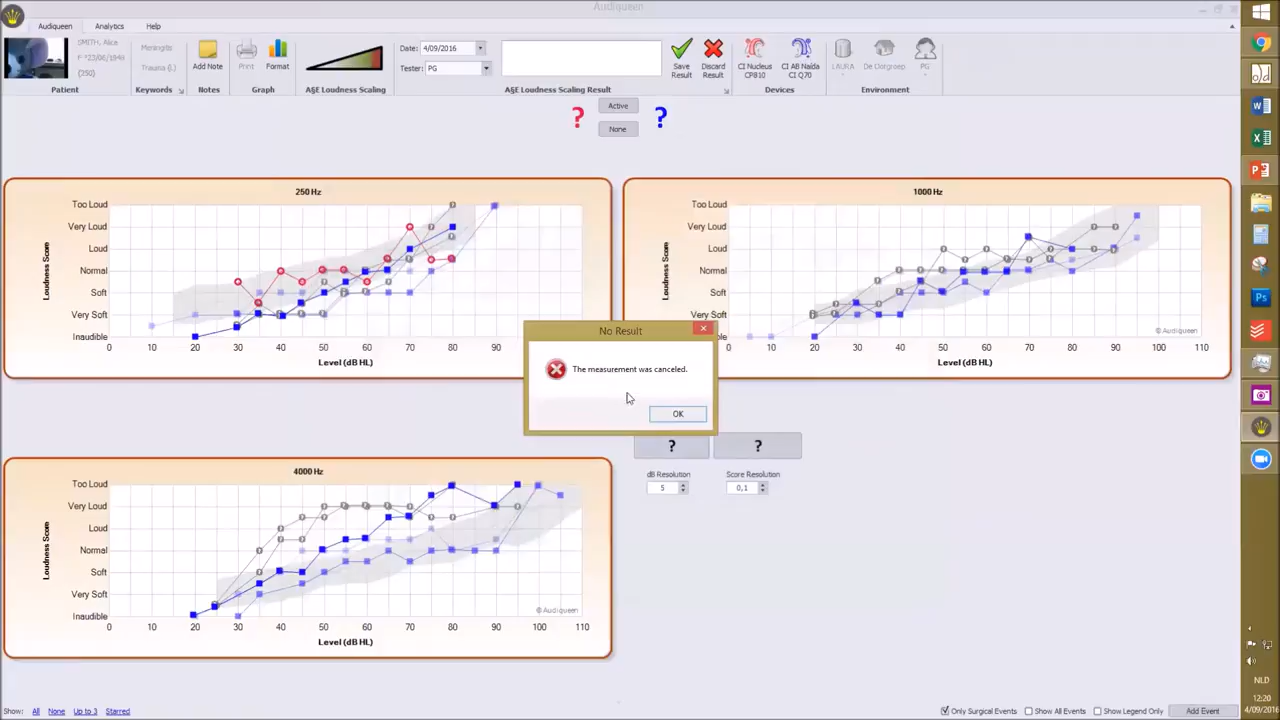 Audiqueen
Audiqueen Analytics Help
SMITH, Alice
F °23/06/1949
(250)
Patient
Meningitis
Trauma (L)
Keywords
Add Note
Notes
Print
Format
Graph
A§E Loudness Scaling
Date: 4/09/2016
Tester: PG
Save Result
Discard Result
A§E Loudness Scaling Result
CI Nucleus CP810
CI AB Naida CI Q70
Devices
LAURA
De Oorgroep
PG
Environment
?
Active
None
?
250 Hz
Too Loud
Very Loud
Loud
Normal
Soft
Very Soft
Inaudible
Loudness Score
0 10 20 30 40 50 60 70 80 90
Level (dB HL)
1000 Hz
Too Loud
Very Loud
Loud
Normal
Soft
Very Soft
Loudness Score
© Audiqueen
0 10 20 30 40 50 60 70 80 90 100 110
Level (dB HL)
No Result
The measurement was canceled.
OK
4000 Hz
Too Loud
Very Loud
Loud
Normal
Soft
Very Soft
Inaudible
Loudness Score
© Audiqueen
0 10 20 30 40 50 60 70 80 90 100 110
Level (dB HL)
? ?
dB Resolution Score Resolution
5 0,1
Show: All None Up to 3 Starred
Only Surgical Events Show All Events Show Legend Only Add Event
NLD
12:20
4/09/2016